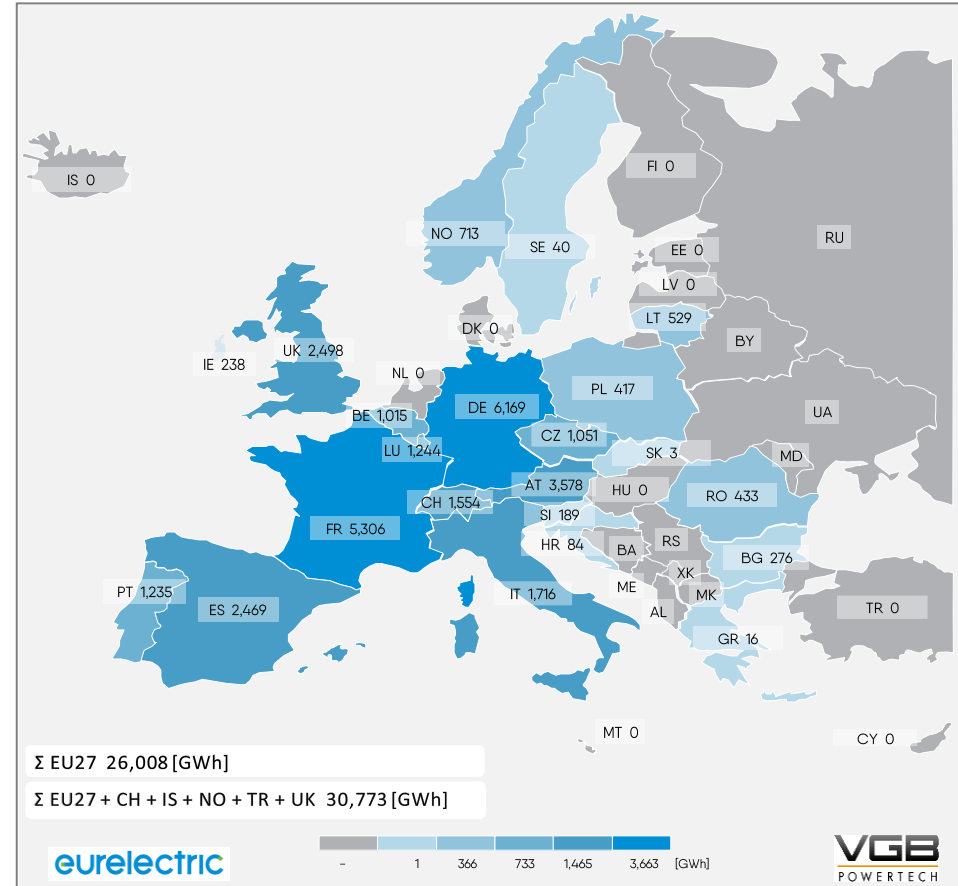 IS 0
FI 0
NO 713
SE 40
RU
EE 0
LV 0
LT 529
DK 0
BY
IE 238
UK 2,498
NL 0
PL 417
BE 1,015
DE 6,169
UA
CZ 1,051
LU 1,244
SK 3
MD
AT 3,578
HU 0
RO 433
CH 1,554
SI 189
FR 5,306
HR 84
BA
RS
BG 276
XK
ME
MK
PT 1,235
ES 2,469
IT 1,716
AL
TR 0
GR 16
MT 0
CY 0
Σ EU27 26,008 [GWh]
Σ EU27 + CH + IS + NO + TR + UK 30,773 [GWh]
eurelectric
– 1 366 733 1,465 3,663 [GWh]
VGB
POWERTECH